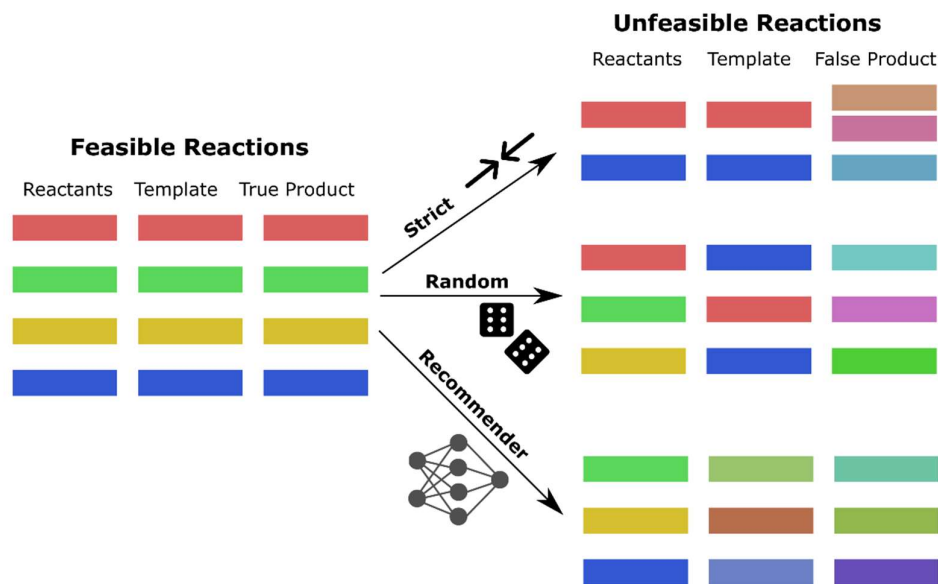 Unfeasible Reactions
Reactants Template False Product
Feasible Reactions
Reactants Template True Product
Strict
Random
Recommender